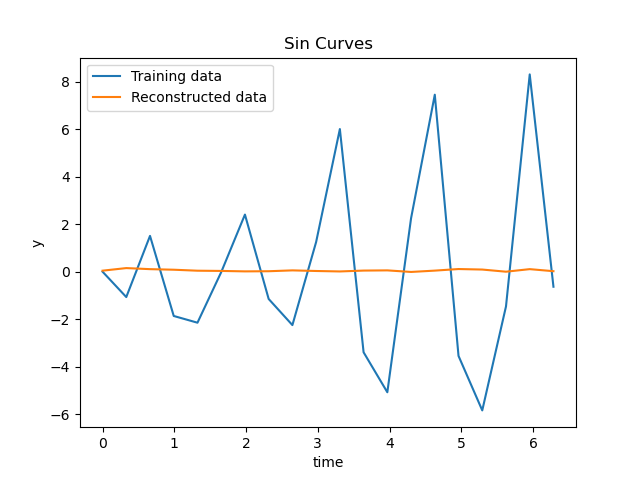 Sin Curves
Training data
Reconstructed data
8
6
4
2
0
−2
−4
−6
y
0 1 2 3 4 5 6
time